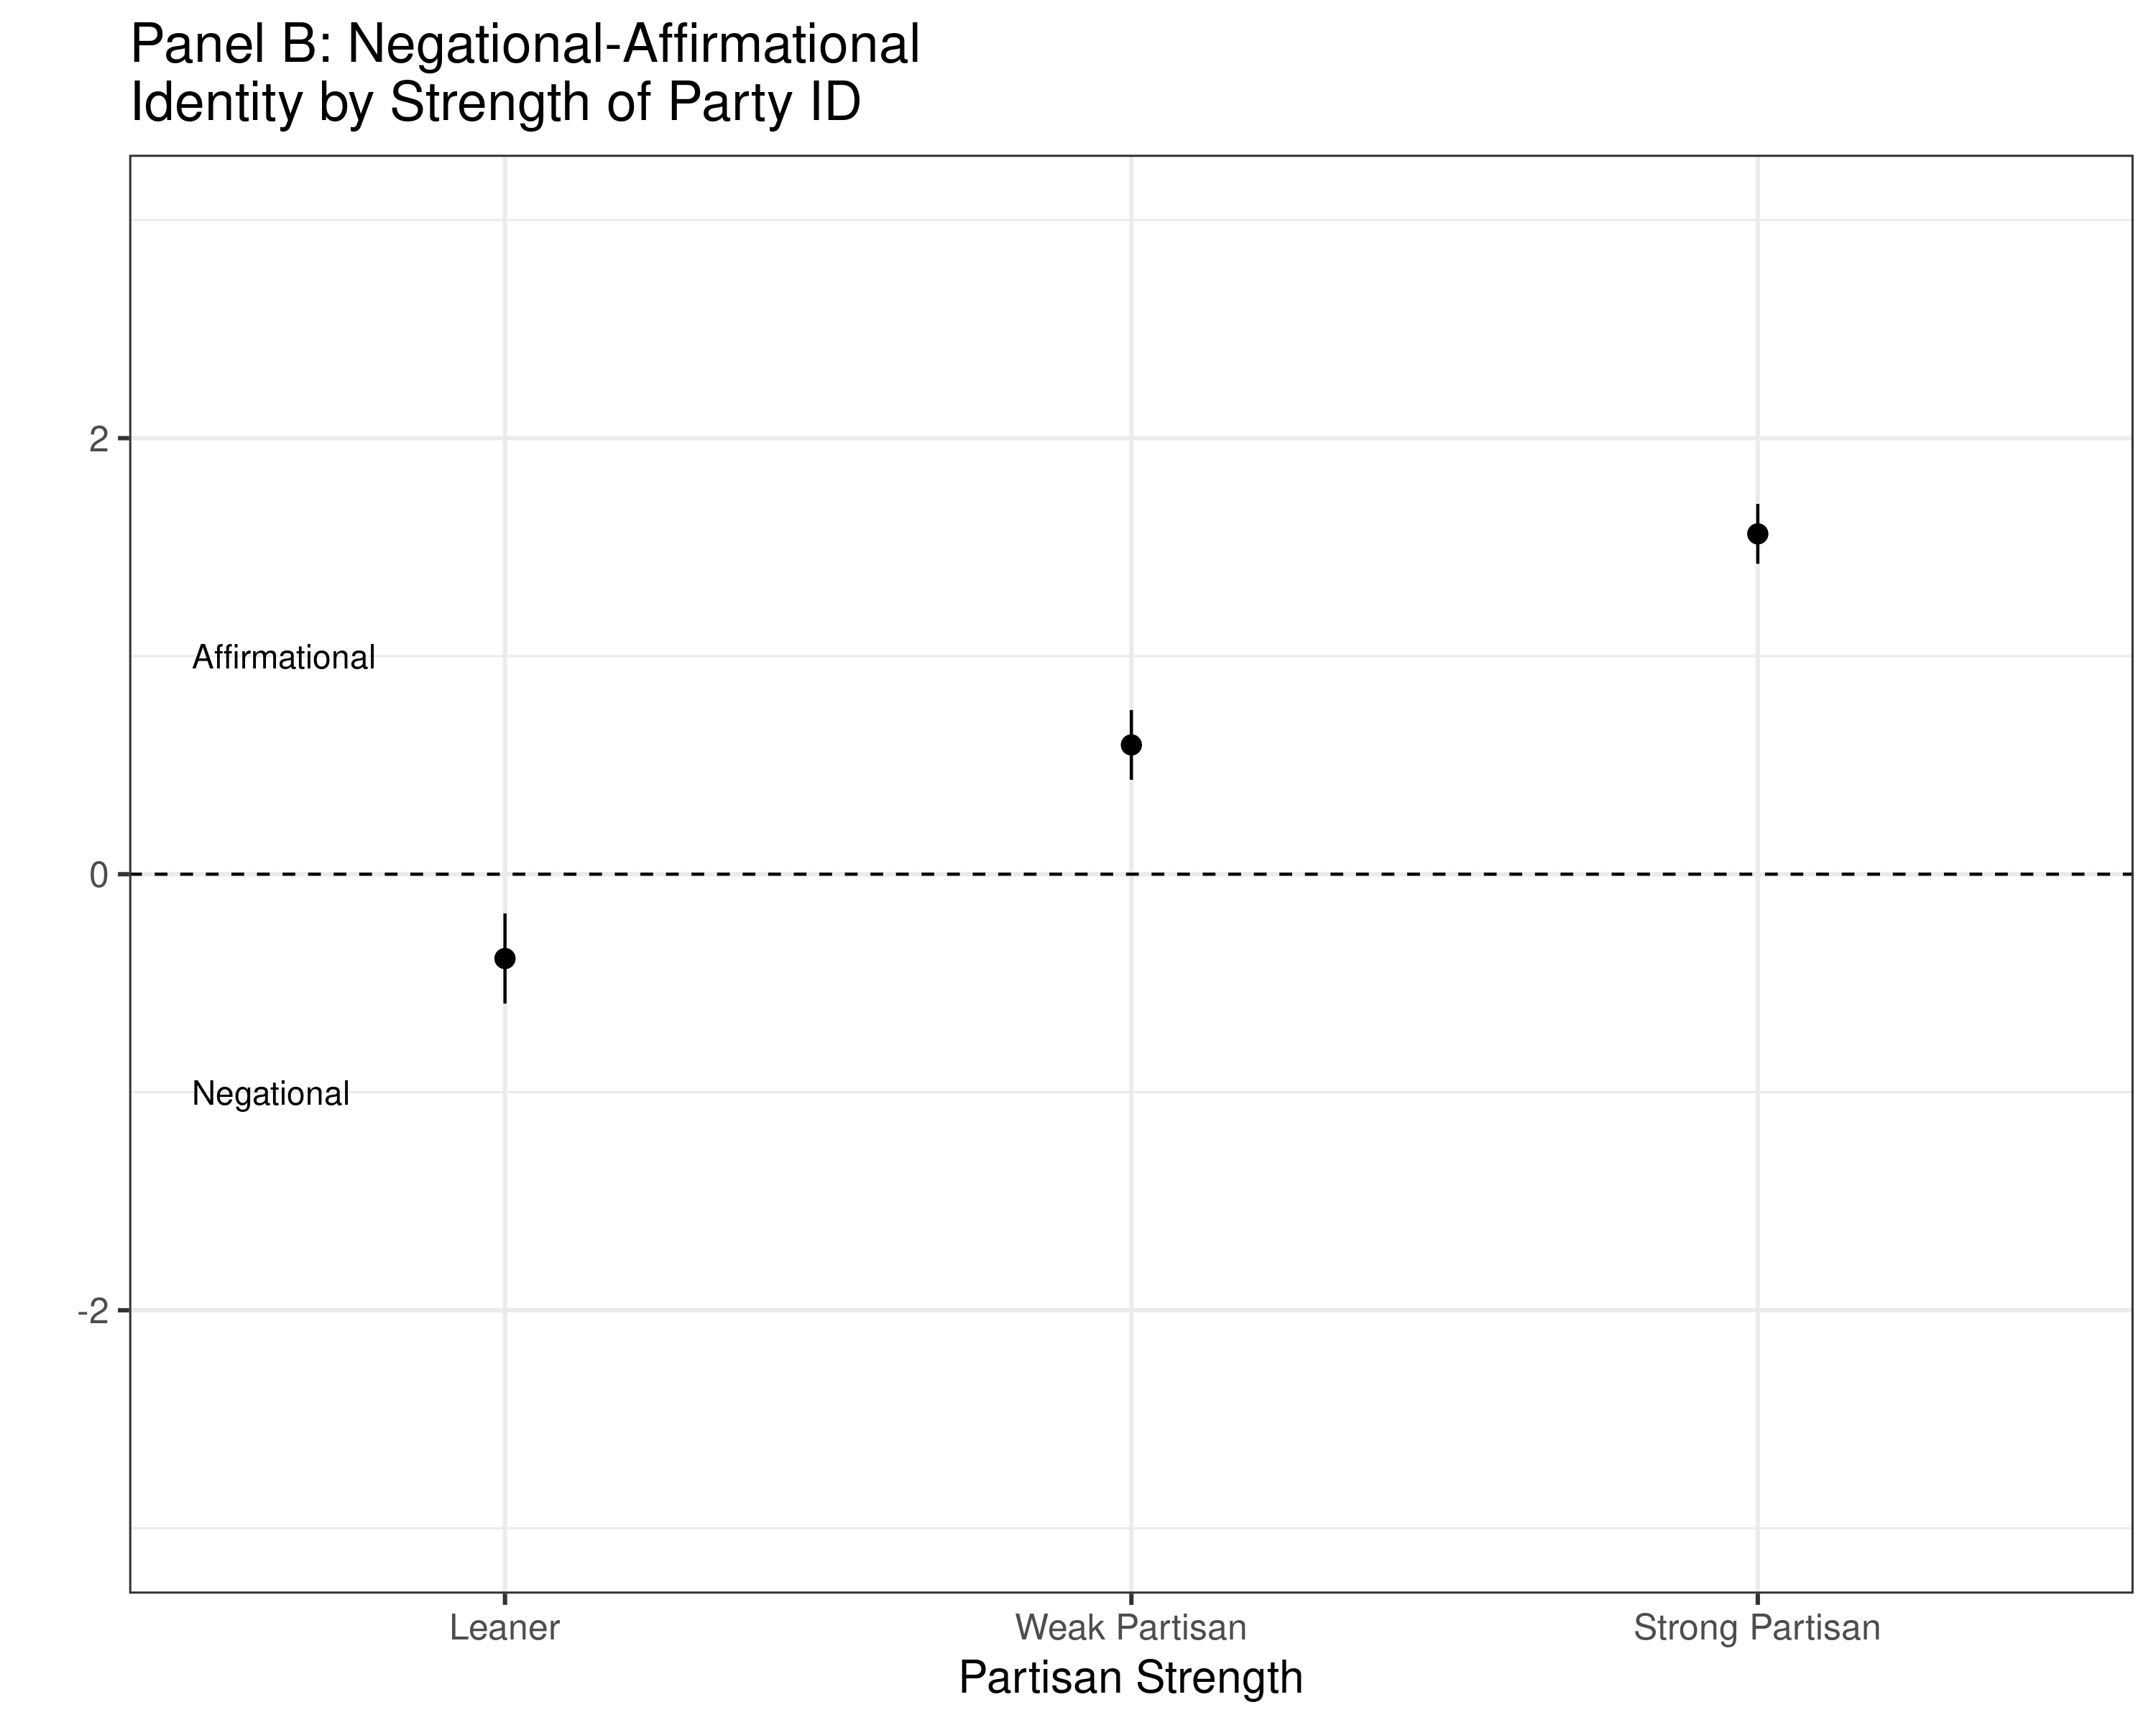 Panel B: Negational-Affirmational
Identity by Strength of Party ID
2
Affirmational
0
Negational
-2
Leaner Weak Partisan Strong Partisan
Partisan Strength